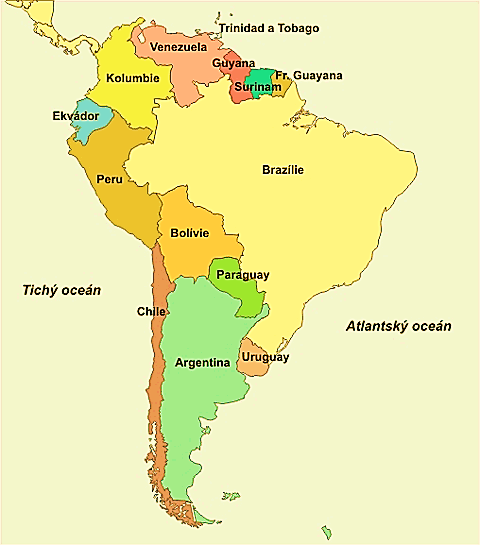 Trinidad a Tobago
Venezuela
Guyana
Kolumbie
Fr. Guayana
Surinam
Ekvádor
Brazílie
Peru
Bolívie
Paraguay
Tichý oceán
Chile
Atlantský oceán
Uruguay
Argentina